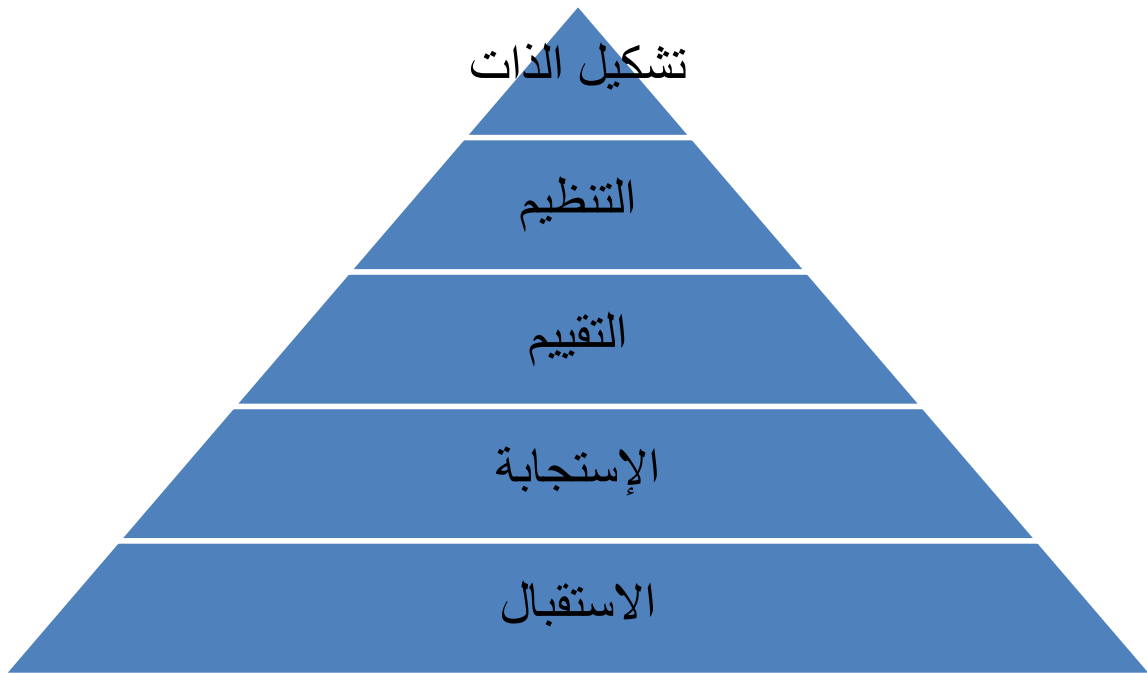 تشكيل الذات
التنظيم
التقييم
الإستجابة
الاستقبال